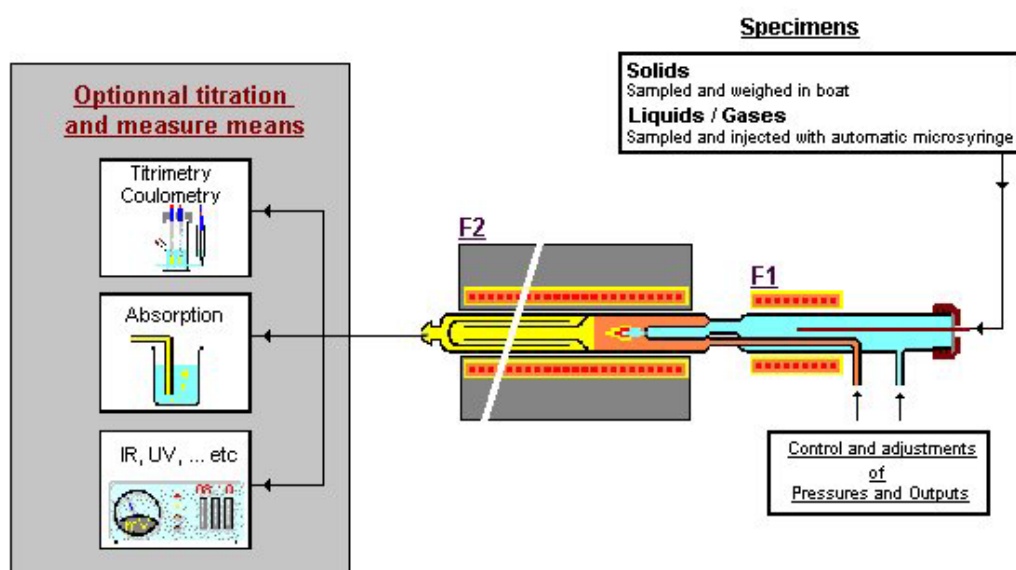 Specimens
Solids
Sampled and weighed in boat
Liquids / Gases
Sampled and injected with automatic microsyringe
Optionnal titration
and measure means
Titrimetry
Coulometry
Absorption
IR, UV, ... etc
F2
F1
Control and adjustments
of
Pressures and Outputs